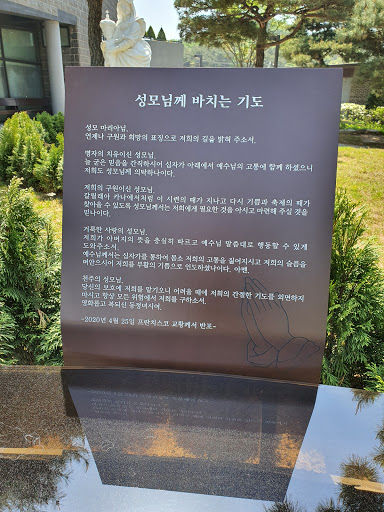 성모님께 바치는 기도
성모 마리아님,
언제나 구원과 희망의 표징으로 저희의 길을 밝혀 주소서.
병자의 치유이신 성모님,
늘 굳은 믿음을 간직하시어 십자가 아래에서 예수님의 고통에 함께 하셨으니
저희도 성모님께 의탁하나이다.
저희의 구원이신 성모님,
갈릴래아 카나에서처럼 이 시련의 때가 지나고 다시 기쁨과 축제의 때가
찾아올 수 있도록 성모님께서는 저희에게 필요한 것을 아시고 마련해 주실 것을
믿나이다.
거룩한 사랑의 성모님,
저희가 아버지의 뜻을 충실히 따르고 예수님 말씀대로 행동할 수 있게
도와주소서.
예수님께서는 십자가를 통하여 몸소 저희의 고통을 짊어지시고 저희의 슬픔을
떠안으시어 저희를 부활의 기쁨으로 인도하셨나이다. 아멘.
천주의 성모님,
당신의 보호에 저희를 맡기오니 어려울 때에 저희의 간절한 기도를 외면하지
마시고 항상 모든 위험에서 저희를 구하소서.
영화롭고 복되신 동정녀시여.
-2020년 4월 25일 프란치스코 교황께서 반포-